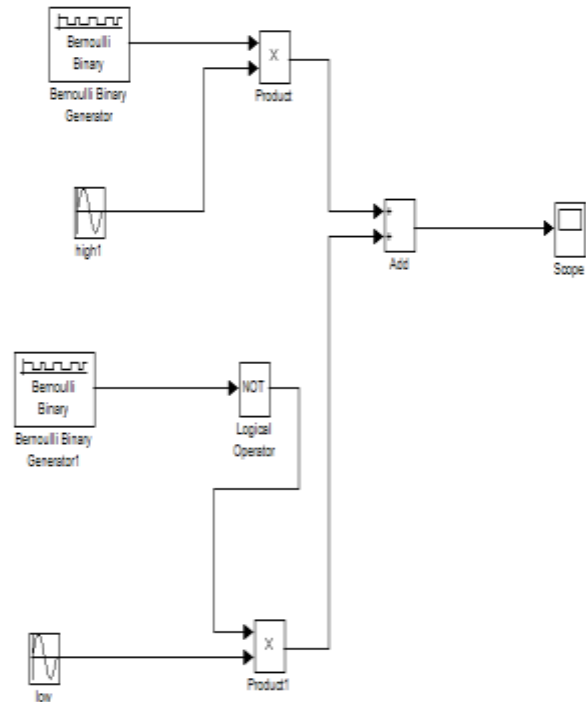 Bernoulli
Binary
Bernoulli Binary
Generator
X
Product
high1
+
+
Add
Scope
Bernoulli
Binary
Bernoulli Binary
Generator1
NOT
Logical
Operator
X
Product1
low